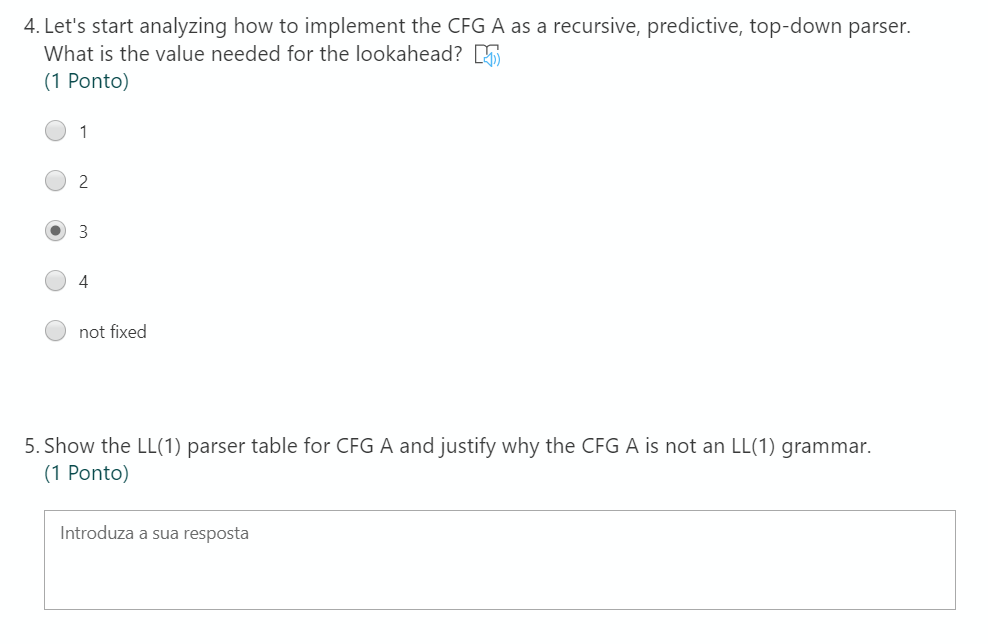 4. Let's start analyzing how to implement the CFG A as a recursive, predictive, top-down parser.
What is the value needed for the lookahead?
(1 Ponto)
1
2
3
4
not fixed
5. Show the LL(1) parser table for CFG A and justify why the CFG A is not an LL(1) grammar.
(1 Ponto)
Introduza a sua resposta